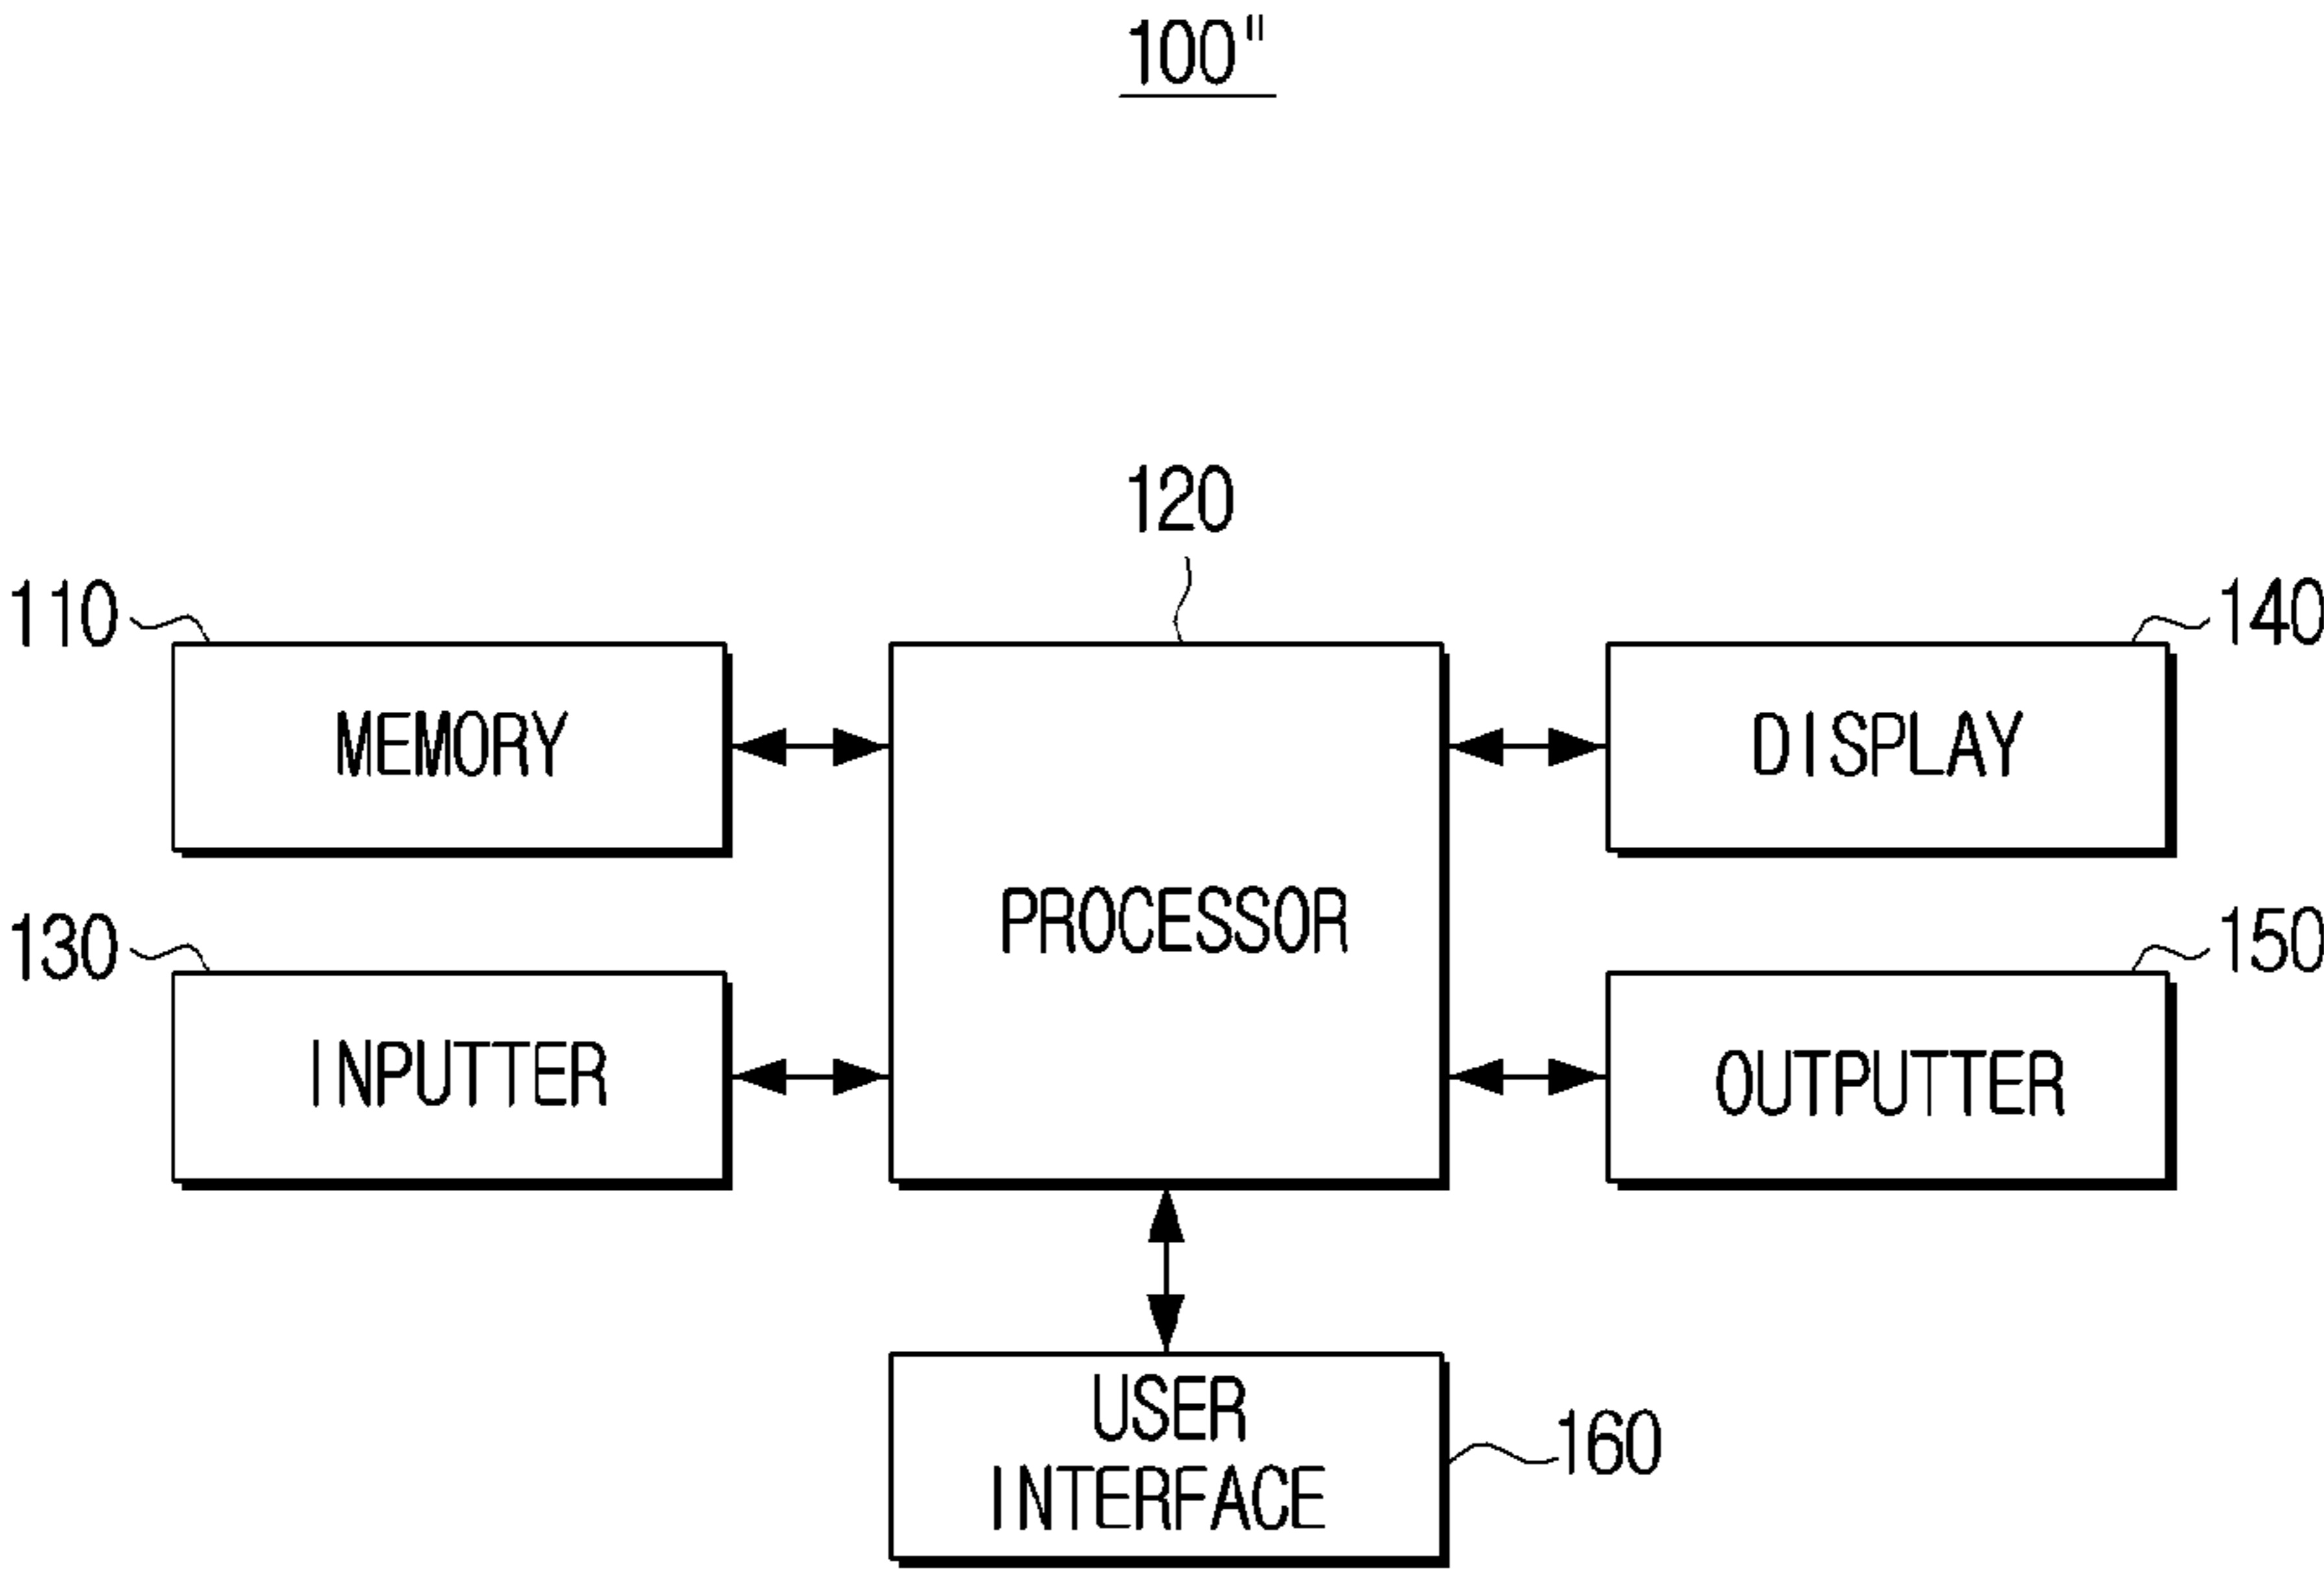 100"
120
110
140
MEMORY
DISPLAY
PROCESSOR
130
150
INPUTTER
OUTPUTTER
USER
INTERFACE
160